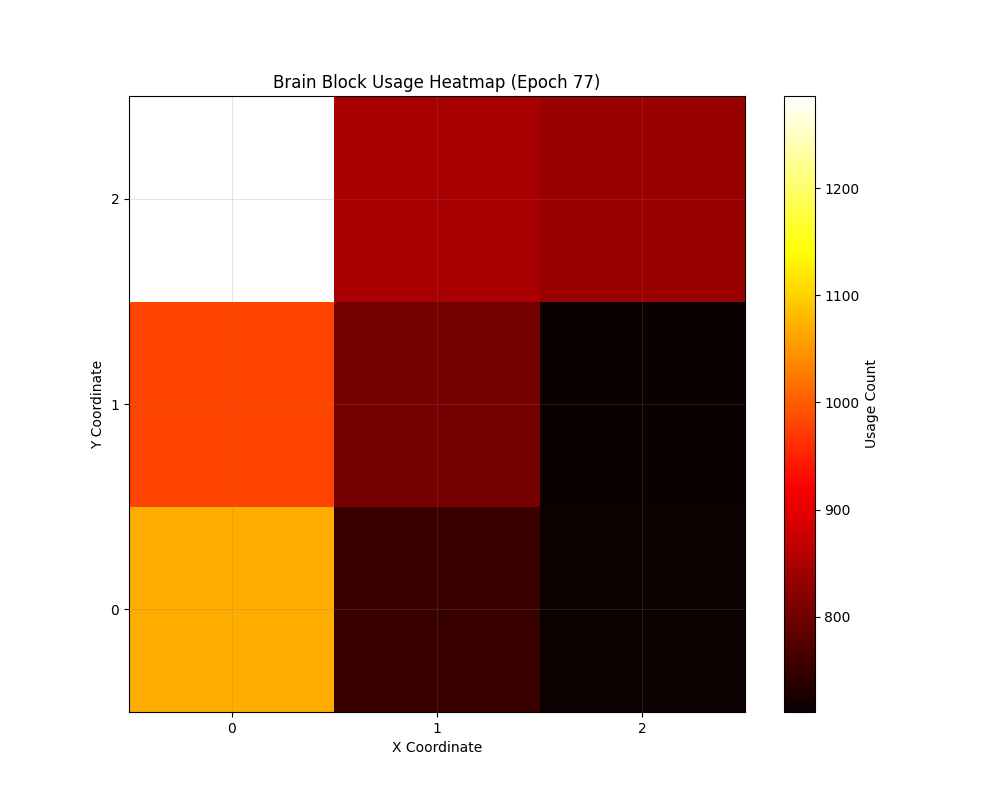 Brain Block Usage Heatmap (Epoch 77)
2
1
0
Y Coordinate
0 1 2
X Coordinate
1200
1100
1000
900
800
Usage Count